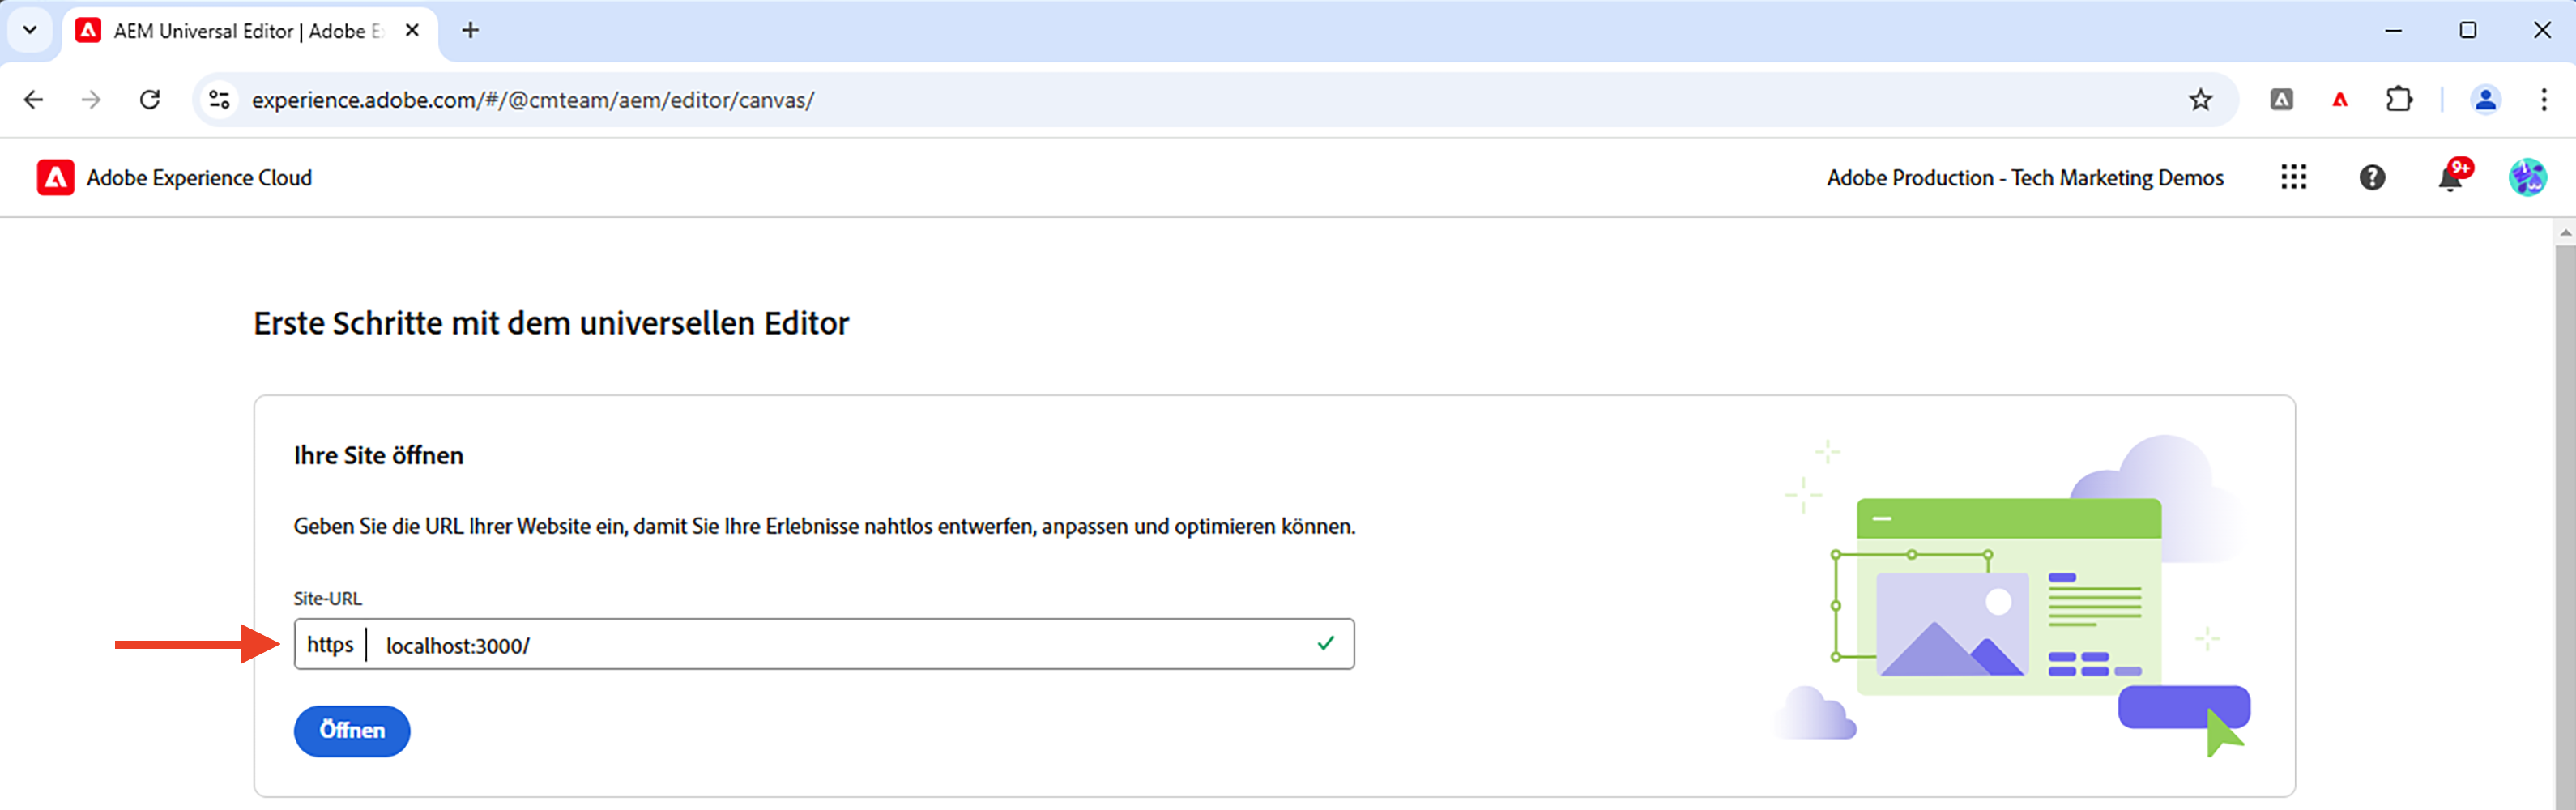 AEM Universal Editor | Adobe E
experience.adobe.com/#/@cmteam/aem/editor/canvas/
Adobe Experience Cloud
Adobe Production - Tech Marketing Demos
9+
Erste Schritte mit dem universellen Editor
Ihre Site öffnen
Geben Sie die URL Ihrer Website ein, damit Sie Ihre Erlebnisse nahtlos entwerfen, anpassen und optimieren können.
Site-URL
https localhost:3000/
Öffnen